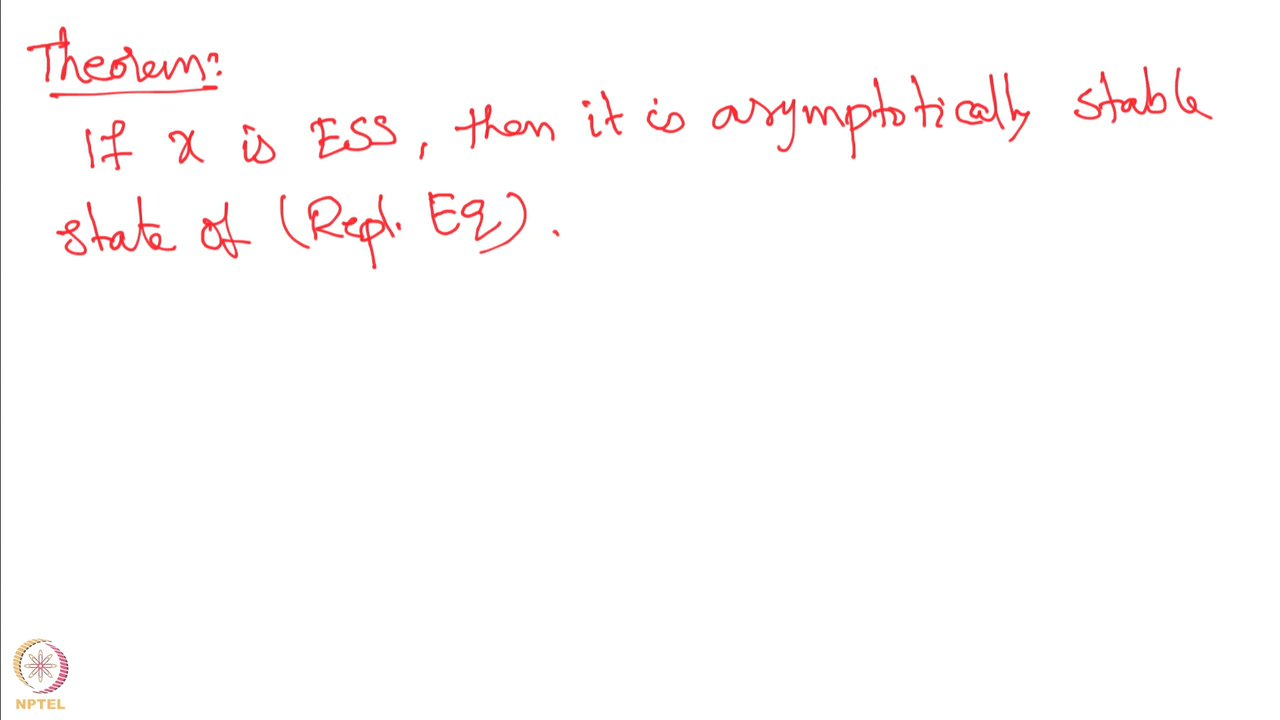 Theorem:
If x is ESS, then it is asymptotically stable
state of (Repl. Eq).
NPTEL